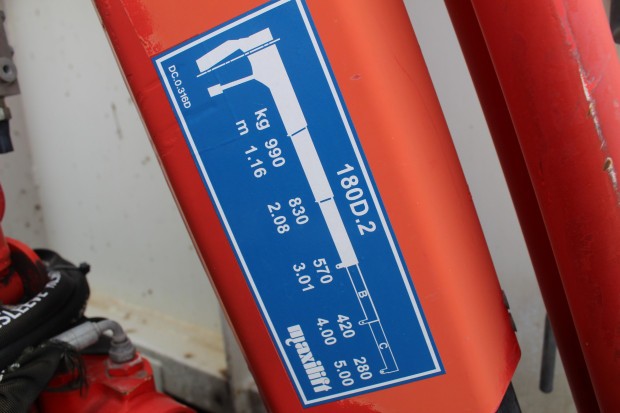 180D.2
B
C
kg 990 830 570 420 280
m 1.16 2.08 3.01 4.00 5.00
maxilift
DC.0.316D